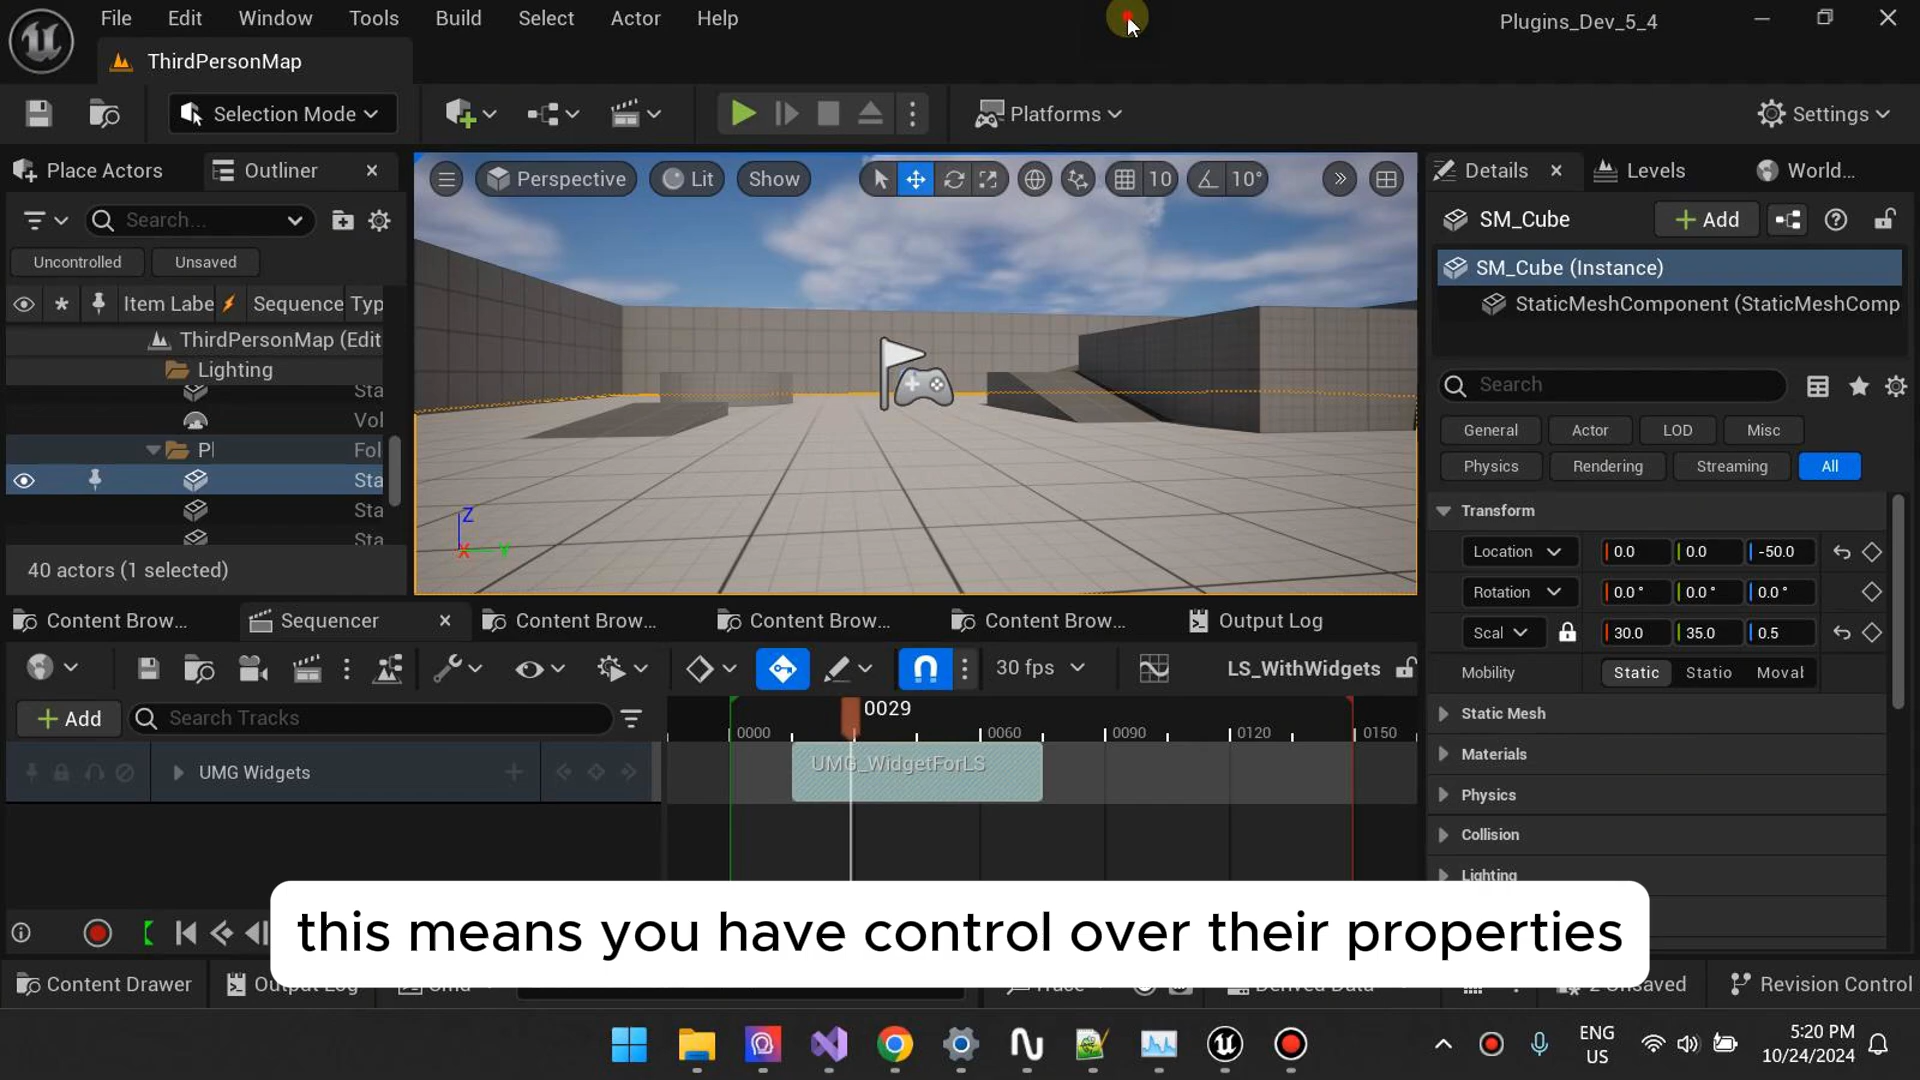 File Edit Window Tools Build Select Actor Help
Plugins_Dev_5_4
ThirdPersonMap
Selection Mode
Platforms
Settings
Place Actors
Outliner
Perspective
Lit
Show
10
10°
Details
Levels
World...
Search...
SM_Cube
Add
Uncontrolled
Unsaved
SM_Cube (Instance)
Item Labe
Sequence
Typ
StaticMeshComponent (StaticMeshComp
ThirdPersonMap (Edit
Lighting
Sta
Search
Vol
General
Actor
LOD
Misc
Pl
Fol
Physics
Rendering
Streaming
All
Sta
Sta
Sta
Z
X
Y
Transform
Location
0.0
0.0
-50.0
40 actors (1 selected)
Rotation
0.0°
0.0°
0.0°
Content Brow...
Sequencer
Content Brow...
Content Brow...
Content Brow...
Output Log
Scal
30.0
35.0
0.5
30 fps
LS_WithWidgets
Mobility
Static
Statio
Moval
Add
Search Tracks
0029
0000
0060
0090
0120
0150
Static Mesh
Materials
UMG Widgets
UMG_WidgetForLS
Physics
Collision
Lighting
this means you have control over their properties
Content Drawer
Revision Control
ENG
US
5:20 PM
10/24/2024